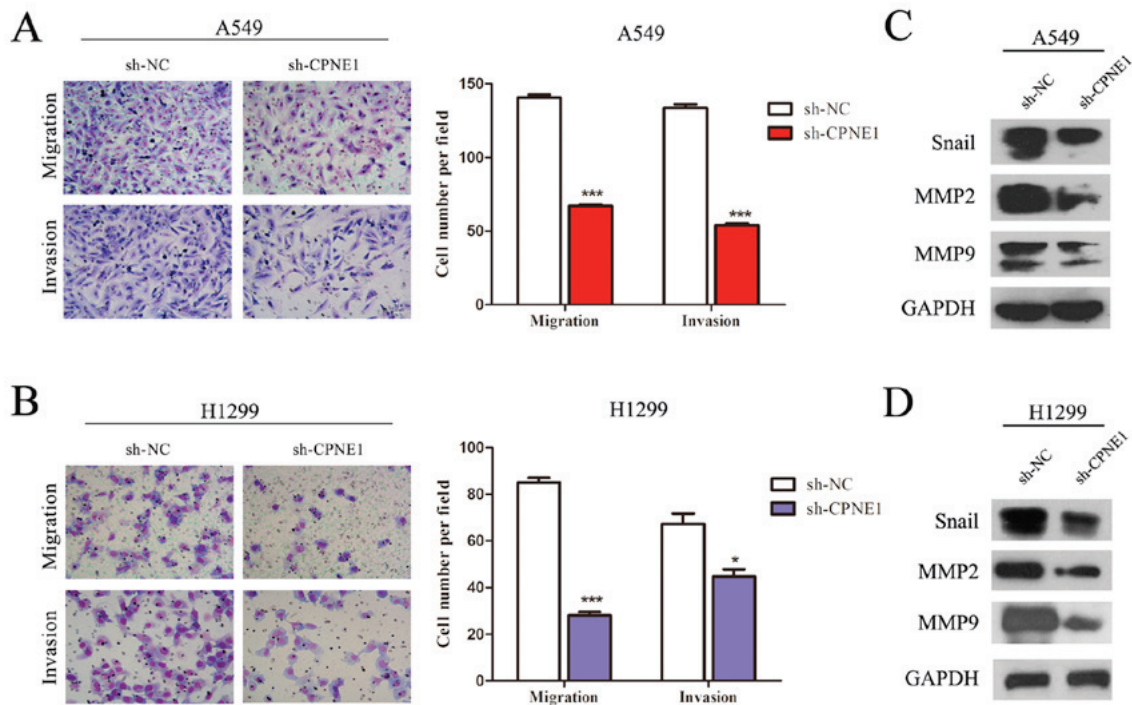 A
A549
sh-NC
sh-CPNE1
Migration
Invasion
A549
Cell number per field
150
100
50
0
***
***
Migration
Invasion
sh-NC
sh-CPNE1
C
A549
sh-NC
sh-CPNE1
Snail
MMP2
MMP9
GAPDH
B
H1299
sh-NC
sh-CPNE1
Migration
Invasion
H1299
Cell number per field
100
80
60
40
20
0
***
*
Migration
Invasion
sh-NC
sh-CPNE1
D
H1299
sh-NC
sh-CPNE1
Snail
MMP2
MMP9
GAPDH